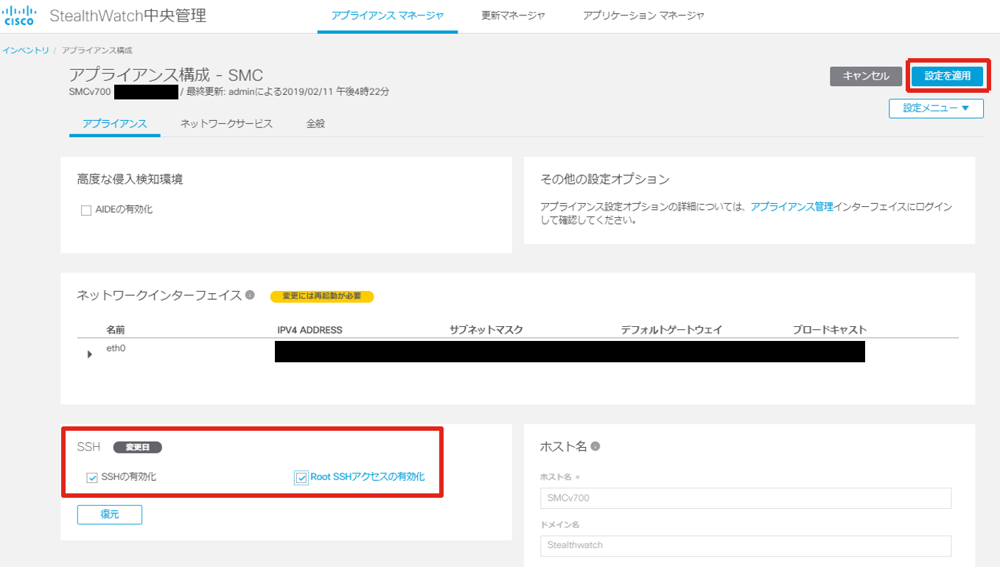 CISCO
StealthWatch中央管理
アプライアンス マネージャ
更新マネージャ
アプリケーション マネージャ
インベントリ / アプライアンス構成
アプライアンス構成 - SMC
キャンセル
設定を適用
SMCv700 / 最終更新: adminによる2019/02/11 午後4時22分
設定メニュー ▼
アプライアンス
ネットワークサービス
全般
高度な侵入検知環境
AIDEの有効化
その他の設定オプション
アプライアンス設定オプションの詳細については、アプライアンス管理インターフェイスにログイン
して確認してください。
ネットワークインターフェイス
変更には再起動が必要
名前
IPV4 ADDRESS
サブネットマスク
デフォルトゲートウェイ
ブロードキャスト
eth0
SSH
変更日
SSHの有効化
Root SSHアクセスの有効化
復元
ホスト名
ホスト名 *
SMCv700
ドメイン名
Stealthwatch